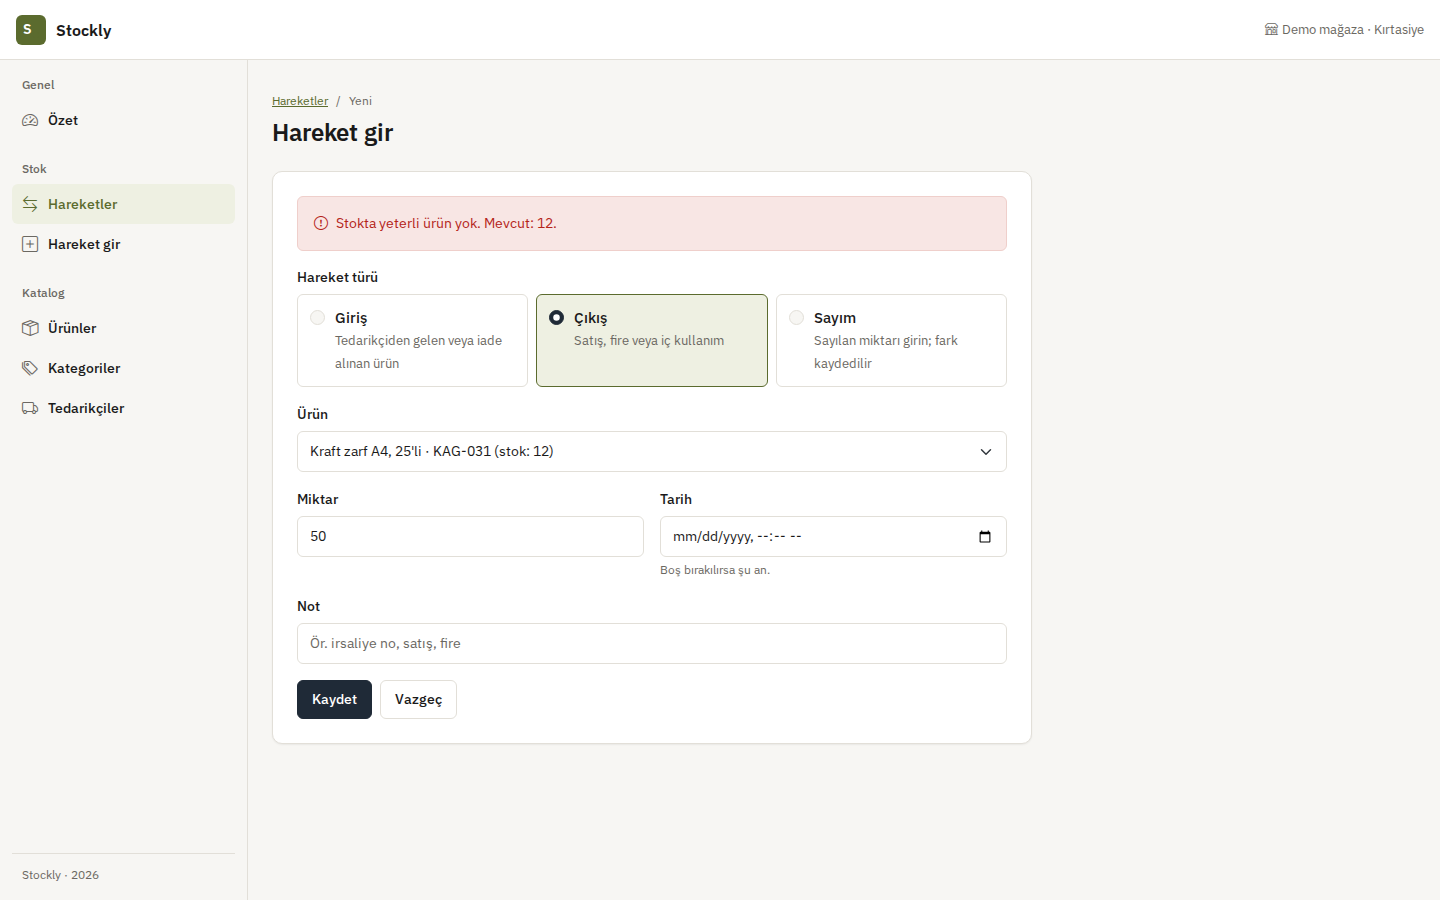 S
Stockly
Demo mağaza · Kırtasiye
Genel
Özet
Stok
Hareketler
Hareket gir
Katalog
Ürünler
Kategoriler
Tedarikçiler
Stockly · 2026
Hareketler / Yeni
Hareket gir
Stokta yeterli ürün yok. Mevcut: 12.
Hareket türü
Giriş
Tedarikçiden gelen veya iade
alınan ürün
Çıkış
Satış, fire veya iç kullanım
Sayım
Sayılan miktarı girin; fark
kaydedilir
Ürün
Kraft zarf A4, 25'li · KAG-031 (stok: 12)
Miktar
50
Tarih
mm/dd/yyyy, --:-- --
Boş bırakılırsa şu an.
Not
Ör. irsaliye no, satış, fire
Kaydet
Vazgeç